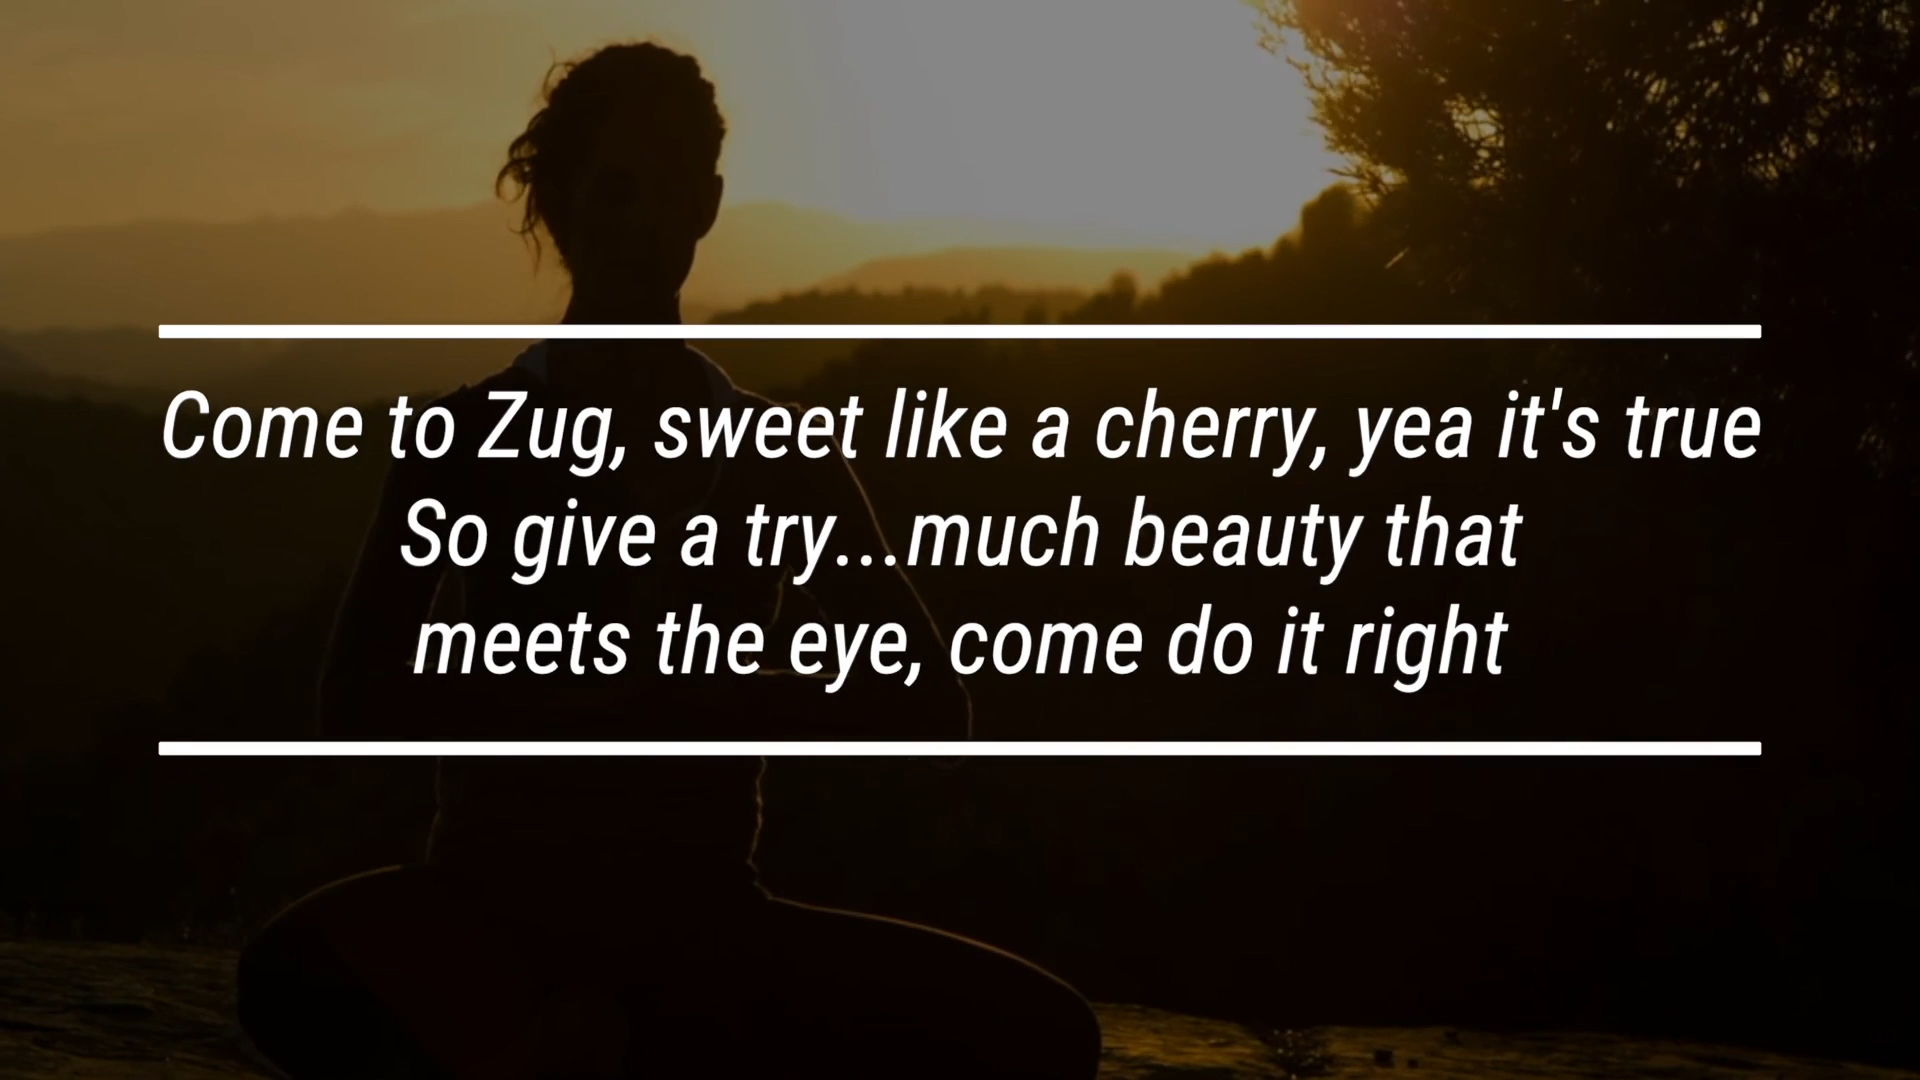 Come to Zug, sweet like a cherry, yea it's true
So give a try...much beauty that
meets the eye, come do it right